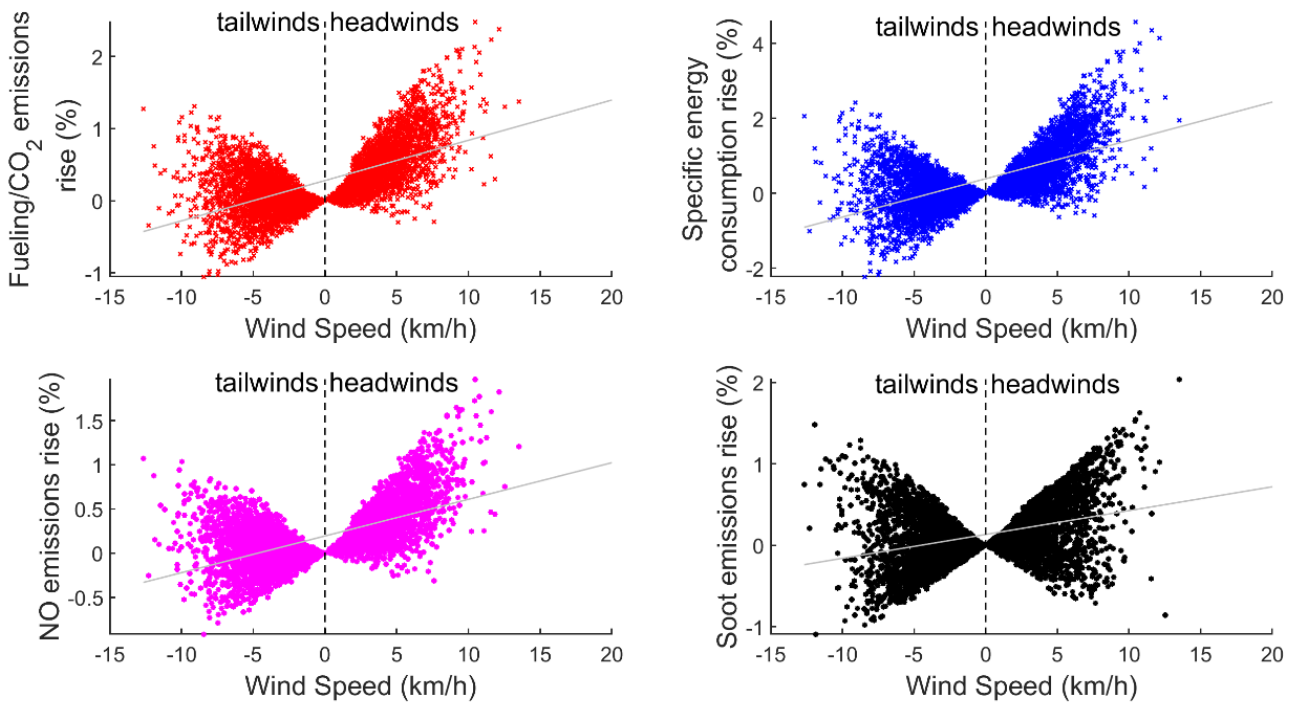 tailwinds headwinds
Fueling/CO2 emissions
rise (%)
2
1
0
-1
-15 -10 -5 0 5 10 15 20
Wind Speed (km/h)
tailwinds headwinds
Specific energy
consumption rise (%)
4
2
0
-2
-15 -10 -5 0 5 10 15 20
Wind Speed (km/h)
tailwinds headwinds
NO emissions rise (%)
1.5
1
0.5
0
-0.5
-15 -10 -5 0 5 10 15 20
Wind Speed (km/h)
tailwinds headwinds
Soot emissions rise (%)
2
1
0
-1
-15 -10 -5 0 5 10 15 20
Wind Speed (km/h)